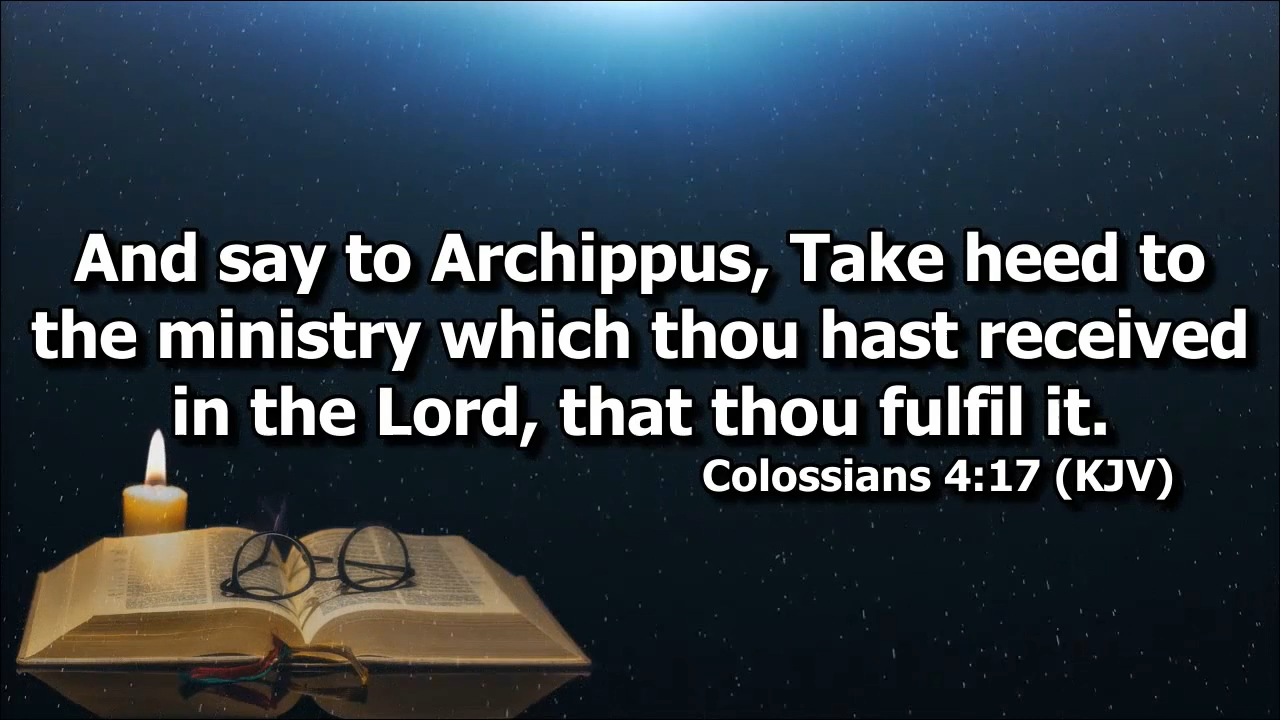 And say to Archippus, Take heed to
the ministry which thou hast received
in the Lord, that thou fulfil it.
Colossians 4:17 (KJV)